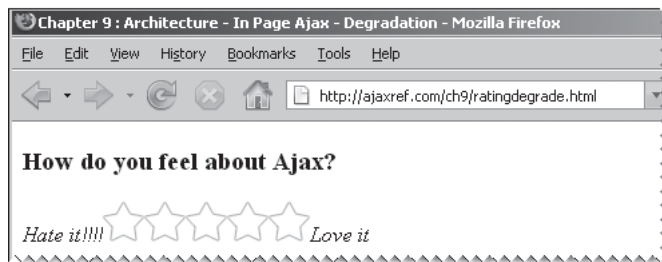 Chapter 9 : Architecture - In Page Ajax - Degradation - Mozilla Firefox
File Edit View History Bookmarks Tools Help
http://ajaxref.com/ch9/ratingdegrade.html
How do you feel about Ajax?
Hate it!!!! Love it